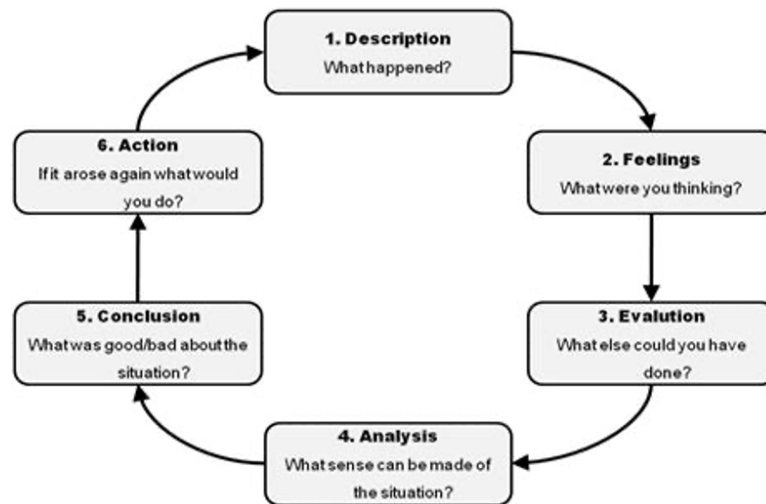 1. Description
What happened?
2. Feelings
What were you thinking?
3. Evalution
What else could you have
done?
4. Analysis
What sense can be made of
the situation?
5. Conclusion
What was good/bad about the
situation?
6. Action
If it arose again what would
you do?